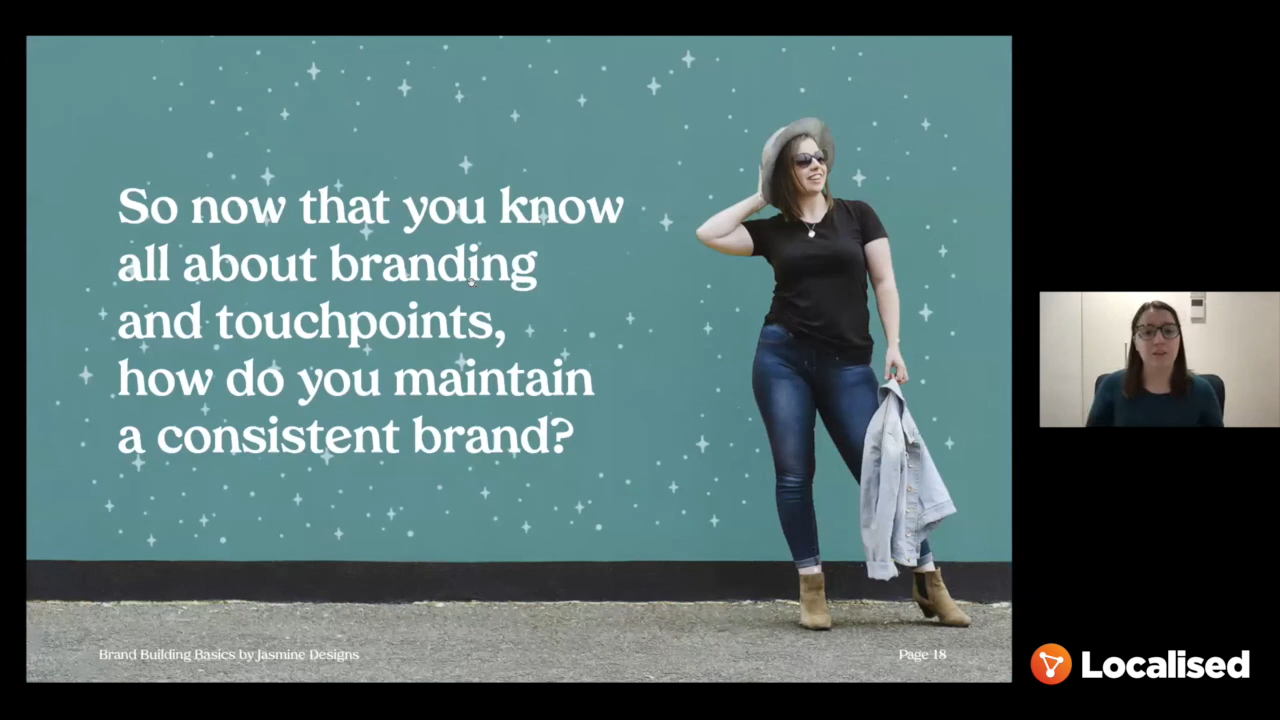 So now that you know
all about branding
and touchpoints,
how do you maintain
a consistent brand?
Brand Building Basics by Jasmine Designs
Page 18
Localised